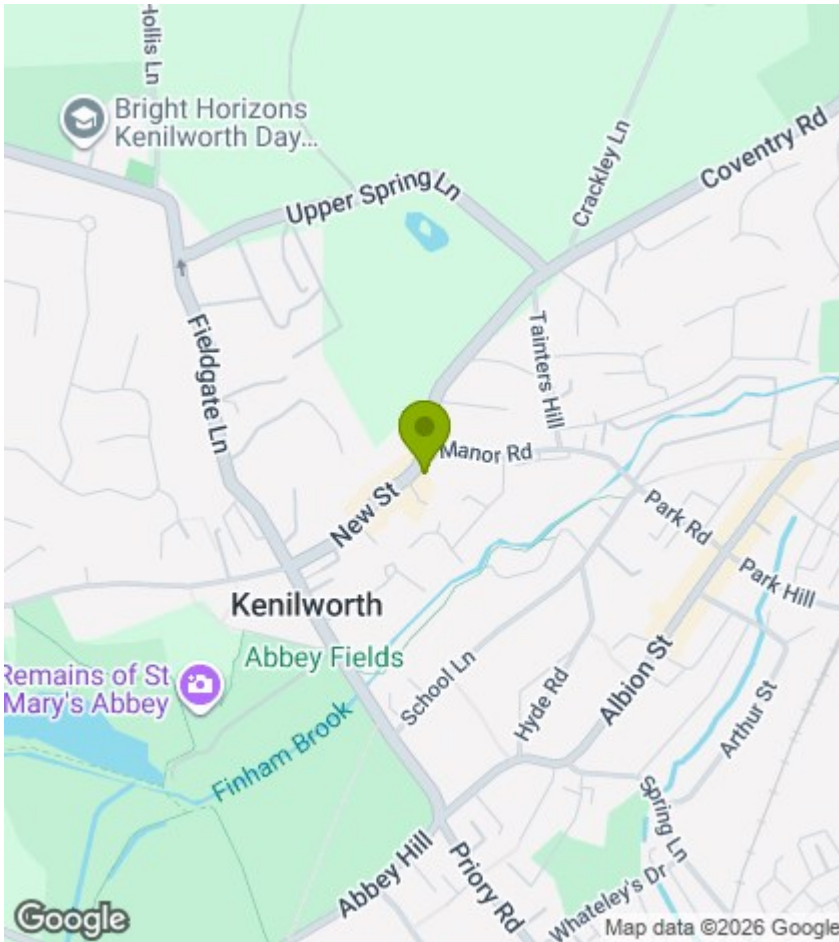 Hollis Ln
Bright Horizons
Kenilworth Day...
Upper Spring Ln
Crackley Ln
Coventry Rd
Fieldgate Ln
Tainters Hill
Manor Rd
New St
Park Rd
Park Hill
Kenilworth
Abbey Fields
Remains of St
Mary's Abbey
School Ln
Hyde Rd
Albion St
Arthur St
Finham Brook
Spring Ln
Abbey Hill
Priory Rd
Whateley's Dr
Google
Map data ©2026 Google